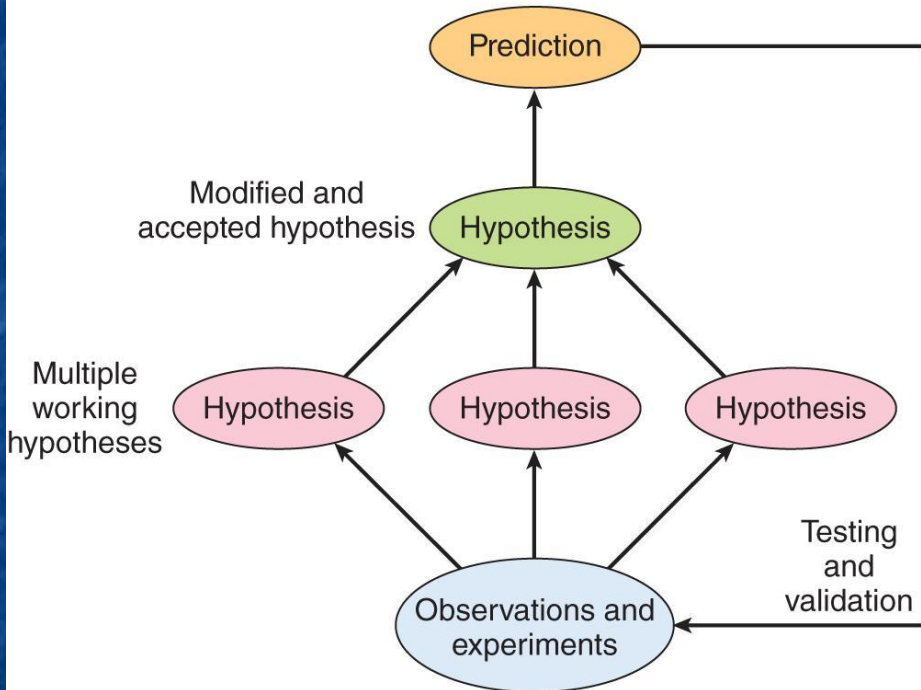 Prediction
Modified and
accepted hypothesis
Hypothesis
Multiple
working
hypotheses
Hypothesis
Hypothesis
Hypothesis
Testing
and
validation
Observations and
experiments